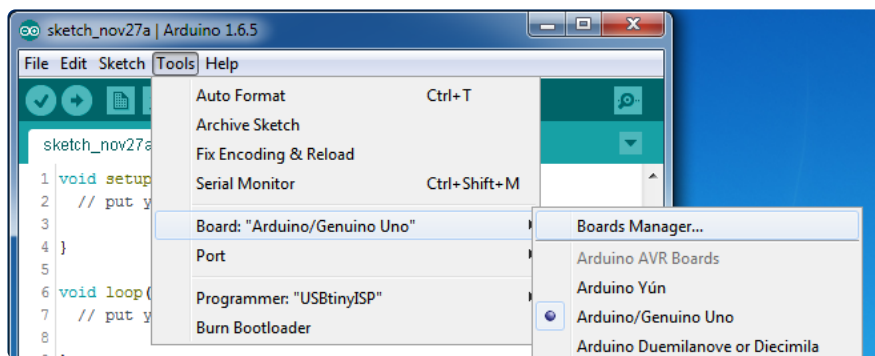 sketch_nov27a | Arduino 1.6.5
File Edit Sketch Tools Help
Auto Format Ctrl+T
Archive Sketch
Fix Encoding & Reload
Serial Monitor Ctrl+Shift+M
Board: "Arduino/Genuino Uno"
Port
Programmer: "USBtinyISP"
Burn Bootloader
Boards Manager...
Arduino AVR Boards
Arduino Yún
Arduino/Genuino Uno
Arduino Duemilanove or Diecimila
sketch_nov27a
1 void setup
2 // put y
3
4 }
5
6 void loop(
7 // put y
8